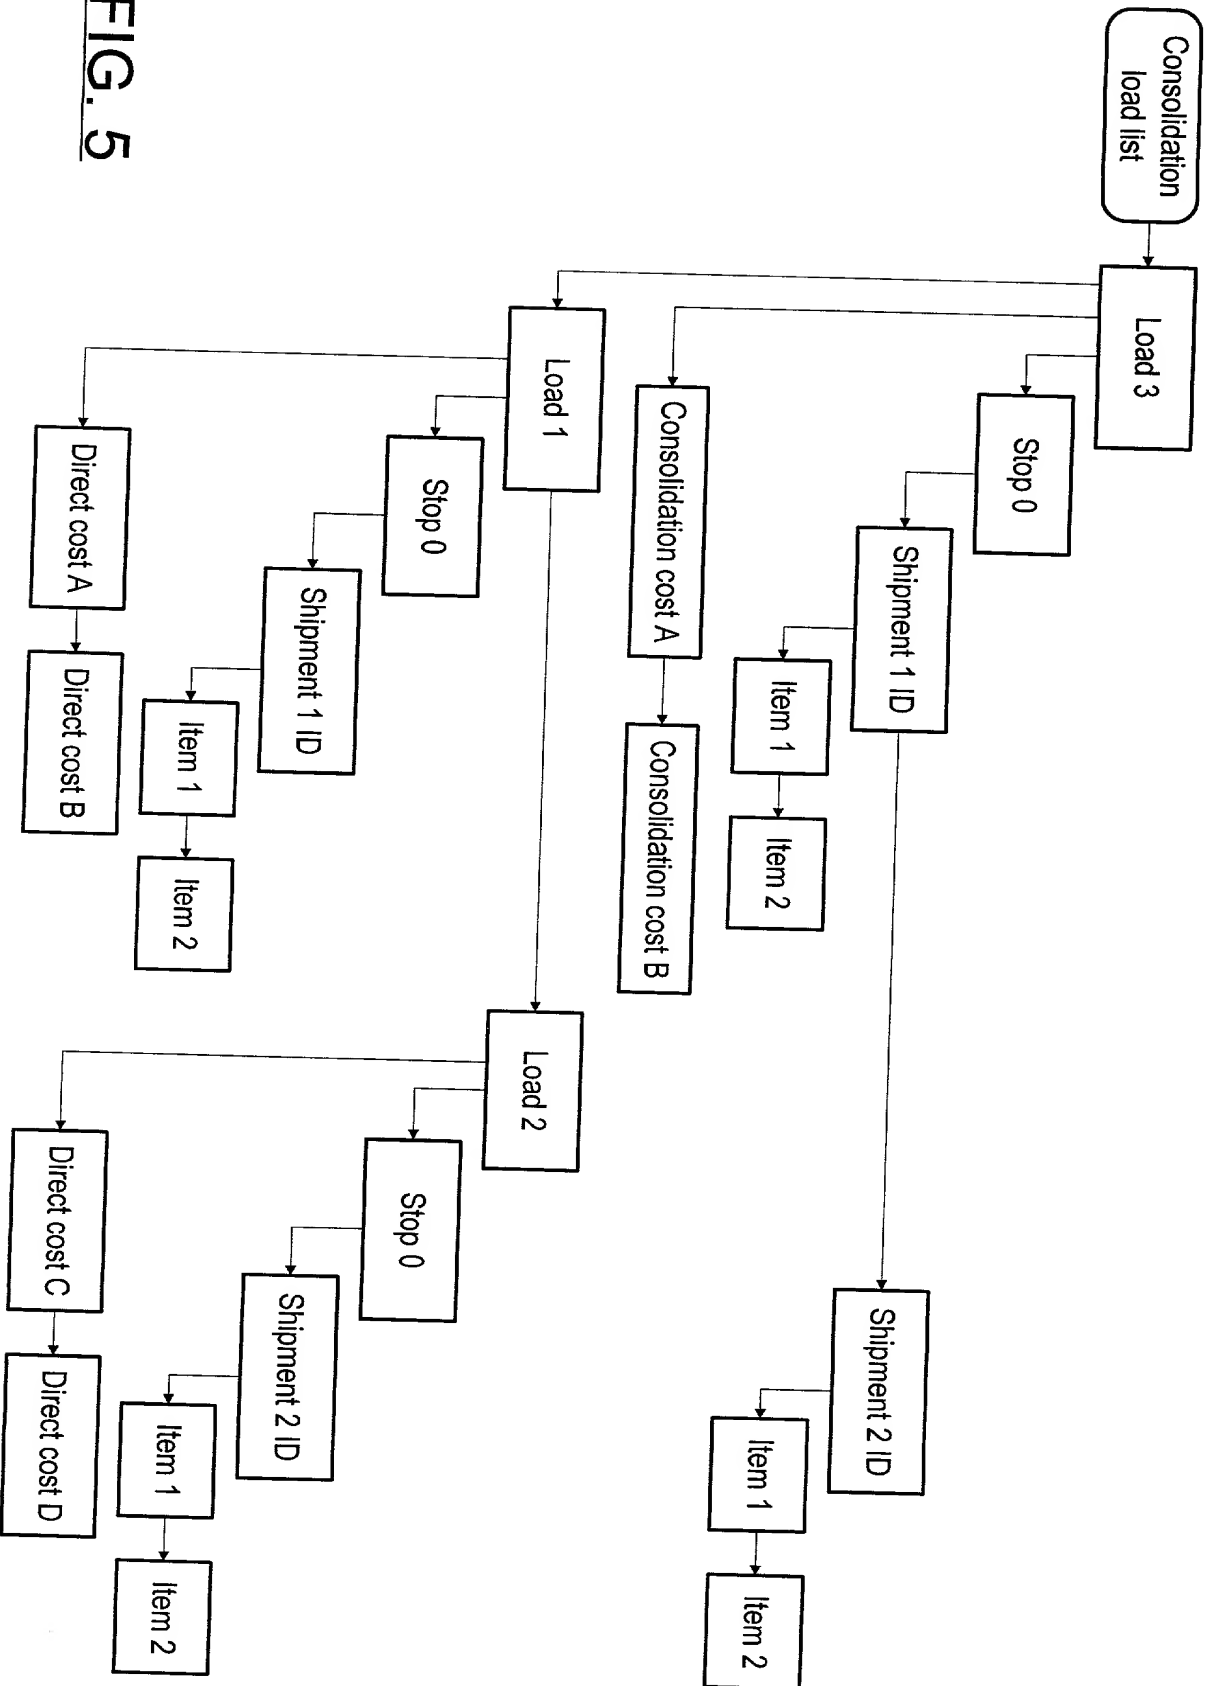 Consolidation
load list
Load 3
Stop 0
Shipment 1 ID
Shipment 2 ID
Item 1
Item 2
Item 1
Item 2
Consolidation cost A
Consolidation cost B
Load 1
Load 2
Stop 0
Stop 0
Shipment 1 ID
Shipment 2 ID
Item 1
Item 2
Item 1
Item 2
Direct cost A
Direct cost B
Direct cost C
Direct cost D
FIG. 5